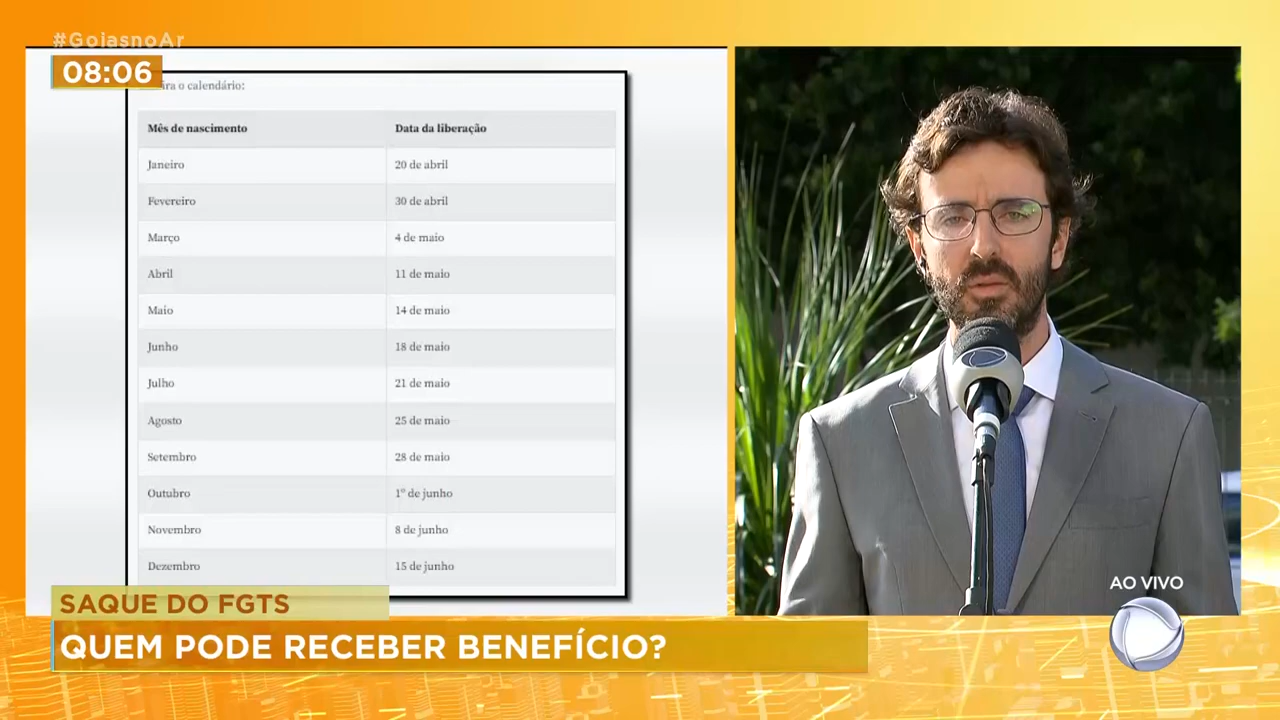 #GoiasnoAr
08:06
ira o calendário:
Mês de nascimento Data da liberação
Janeiro 20 de abril
Fevereiro 30 de abril
Março 4 de maio
Abril 11 de maio
Maio 14 de maio
Junho 18 de maio
Julho 21 de maio
Agosto 25 de maio
Setembro 28 de maio
Outubro 1º de junho
Novembro 8 de junho
Dezembro 15 de junho
SAQUE DO FGTS
QUEM PODE RECEBER BENEFÍCIO?
AO VIVO